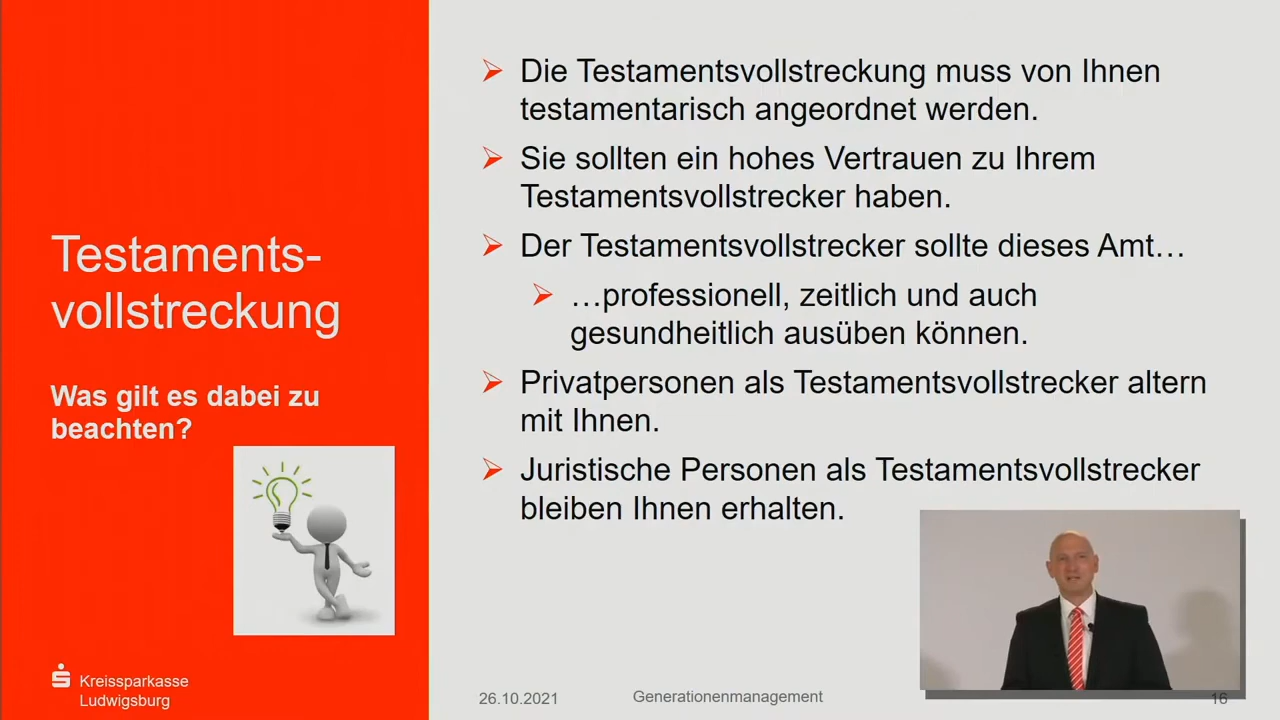 Testaments-
vollstreckung
Was gilt es dabei zu
beachten?
Kreissparkasse
Ludwigsburg
Die Testamentsvollstreckung muss von Ihnen
testamentarisch angeordnet werden.
Sie sollten ein hohes Vertrauen zu Ihrem
Testamentsvollstrecker haben.
Der Testamentsvollstrecker sollte dieses Amt…
…professionell, zeitlich und auch
gesundheitlich ausüben können.
Privatpersonen als Testamentsvollstrecker altern
mit Ihnen.
Juristische Personen als Testamentsvollstrecker
bleiben Ihnen erhalten.
26.10.2021
Generationenmanagement
16